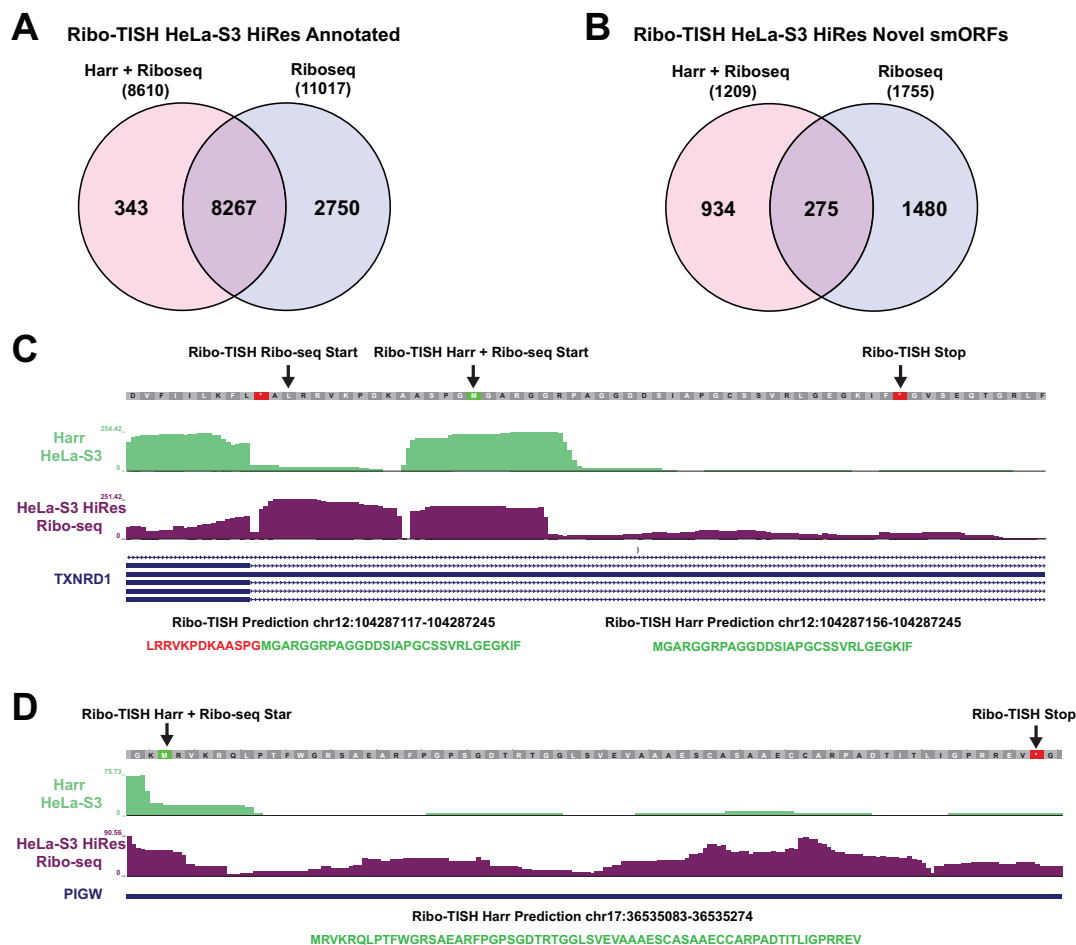 A
Ribo-TISH HeLa-S3 HiRes Annotated
Harr + Riboseq
(8610)
Riboseq
(11017)
343
8267
2750
B
Ribo-TISH HeLa-S3 HiRes Novel smORFs
Harr + Riboseq
(1209)
Riboseq
(1755)
934
275
1480
C
Ribo-TISH Ribo-seq Start
Ribo-TISH Harr + Ribo-seq Start
Ribo-TISH Stop
D V F I I L K F L * A L R R V K P D K A A S P G M G A R G G R P A G G D D S I A P G C S S V R L G E G K I F * G V S E Q T G R L F
254.42
Harr
HeLa-S3
0
251.42
HeLa-S3 HiRes
Ribo-seq
0
TXNRD1
Ribo-TISH Prediction chr12:104287117-104287245
LRRVKPDKAASPGMGARGGRPAGGDDSIAPGCSSVRLGEGKIF
Ribo-TISH Harr Prediction chr12:104287156-104287245
MGARGGRPAGGDDSIAPGCSSVRLGEGKIF
D
Ribo-TISH Harr + Ribo-seq Star
Ribo-TISH Stop
G K M R V K R Q L P T F W G R S A E A R F P G P S G D T R T G G L S V E V A A A E S C A S A A E C C A R P A D T I T L I G P R R E V * G
75.73
Harr
HeLa-S3
0
90.56
HeLa-S3 HiRes
Ribo-seq
0
PIGW
Ribo-TISH Harr Prediction chr17:36535083-36535274
MRVKRQLPTFWGRSAEARFPGPSGDTRTGGLSVEVAAAESCASAAECCARPADTITLIGPRREV